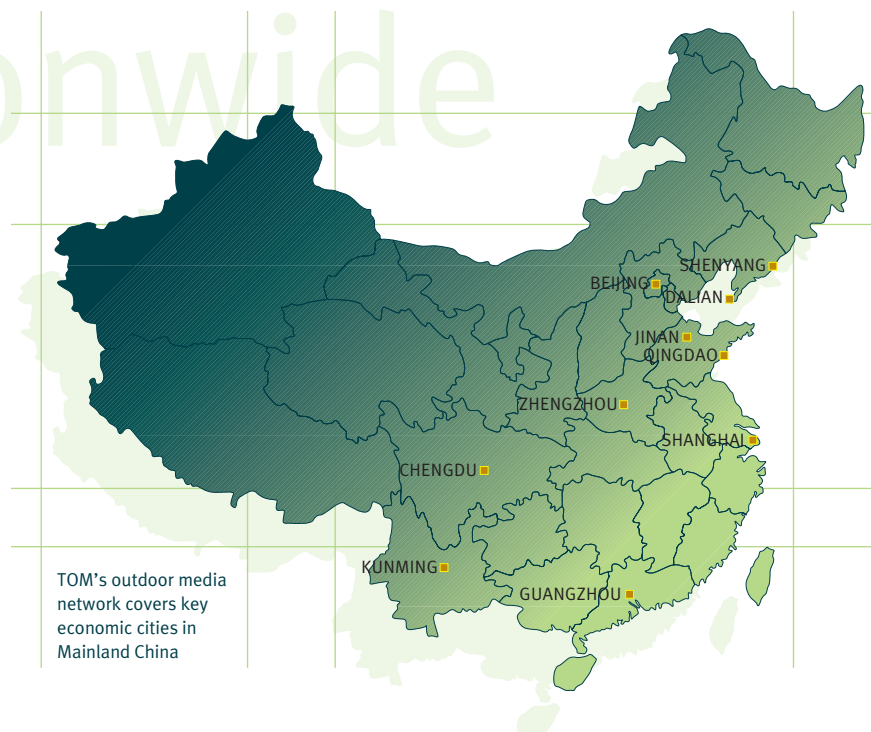 onwide
SHENYANG
BEIJING
DALIAN
JINAN
QINGDAO
ZHENGZHOU
SHANGHAI
CHENGDU
KUNMING
GUANGZHOU
TOM's outdoor media
network covers key
economic cities in
Mainland China